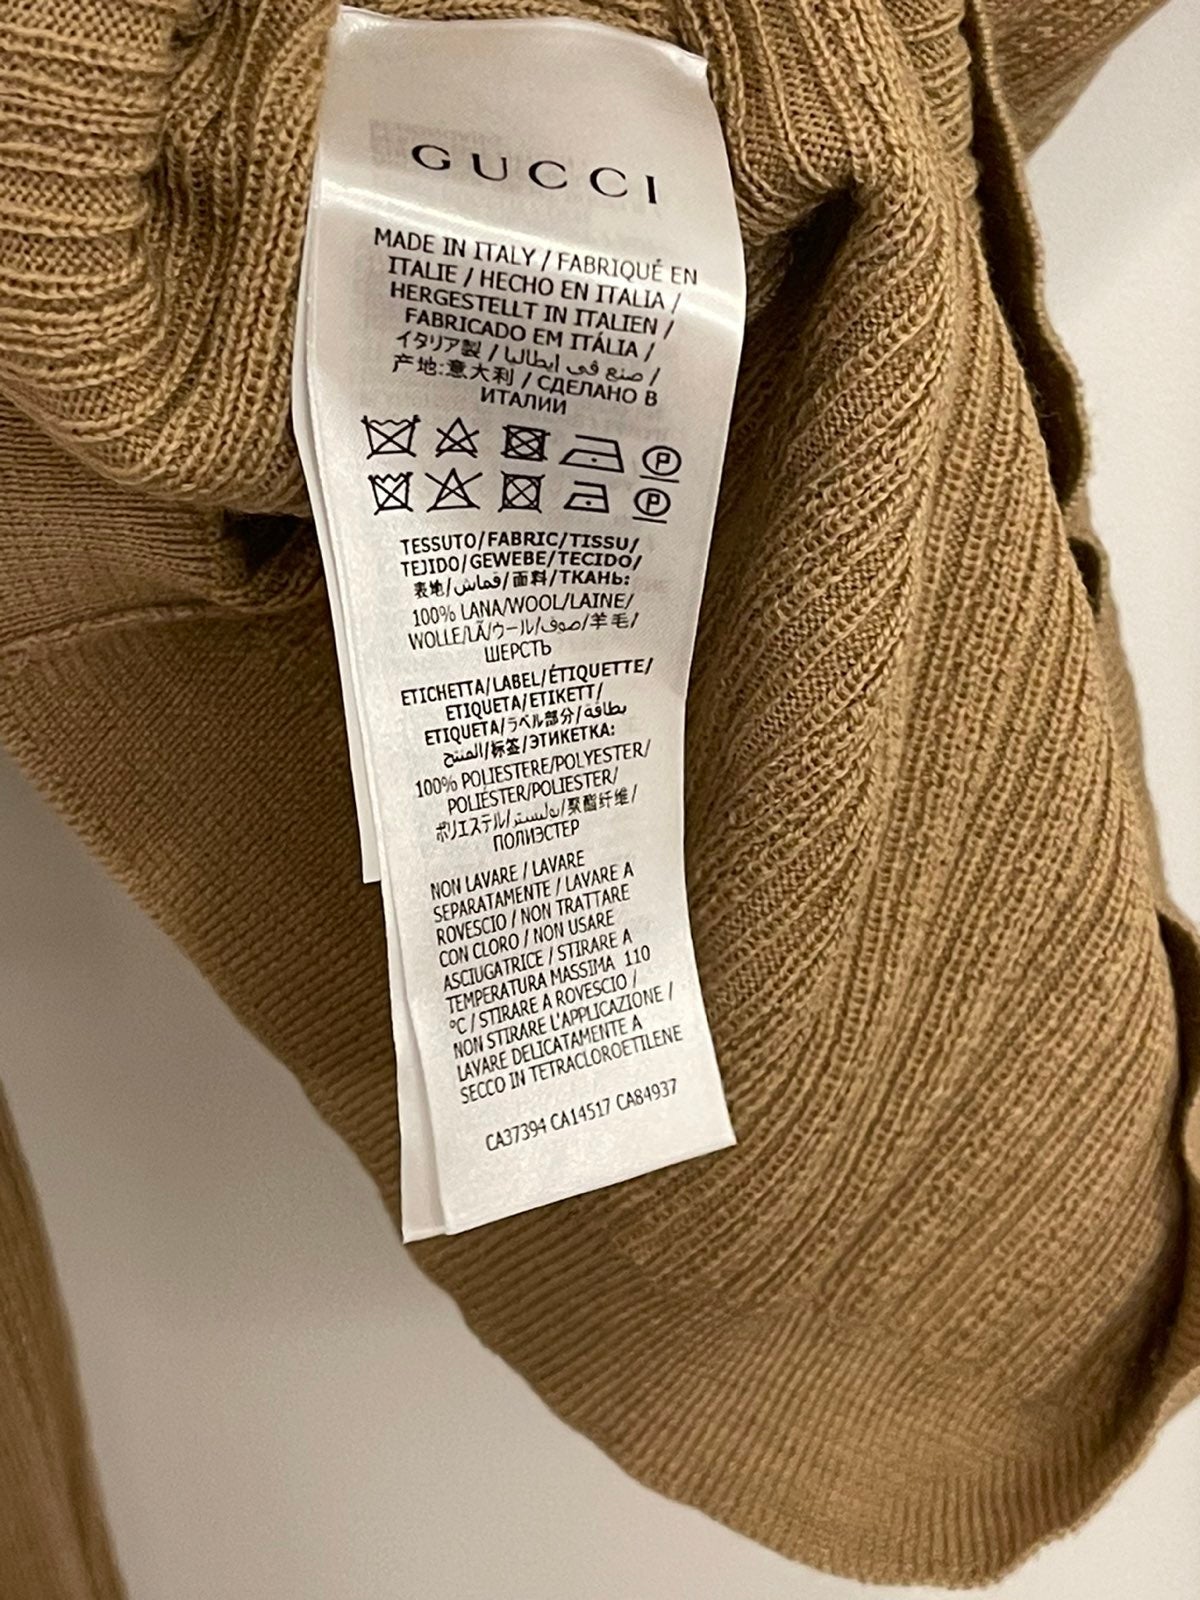 GUCCI
MADE IN ITALY / FABRIQUÉ EN
ITALIE / HECHO EN ITALIA /
HERGESTELLT IN ITALIEN /
FABRICADO EM ITÁLIA /
イタリア製 / صنع في ايطاليا /
产地:意大利 / СДЕЛАНО В
ИТАЛИИ
P
P
TESSUTO/FABRIC/TISSU/
TEJIDO/GEWEBE/TECIDO/
表地/قماش/面料/ТКАНЬ:
100% LANA/WOOL/LAINE/
WOLLE/LÃ/ウール/صوف/羊毛/
ШЕРСТЬ
ETICHETTA/LABEL/ÉTIQUETTE/
ETIQUETA/ETIKETT/
ETIQUETA/ラベル部分/بطاقة
المنتج/标签/ЭТИКЕТКА:
100% POLIESTERE/POLYESTER/
POLIÉSTER/POLIESTER/
ポリエステル/بوليستر/聚酯纤维/
ПОЛИЭСТЕР
NON LAVARE / LAVARE
SEPARATAMENTE / LAVARE A
ROVESCIO / NON TRATTARE
CON CLORO / NON USARE
ASCIUGATRICE / STIRARE A
TEMPERATURA MASSIMA 110
°C / STIRARE A ROVESCIO /
NON STIRARE L'APPLICAZIONE /
LAVARE DELICATAMENTE A
SECCO IN TETRACLOROETILENE
CA37394 CA14517 CA84937